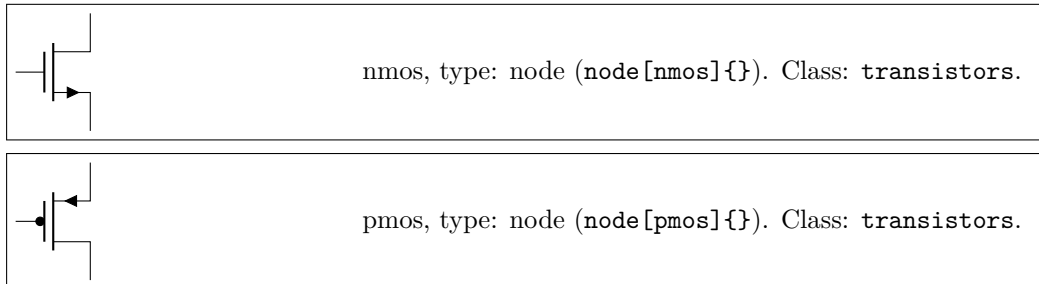 nmos, type: node (node[nmos]{}). Class: transistors.
pmos, type: node (node[pmos]{}). Class: transistors.